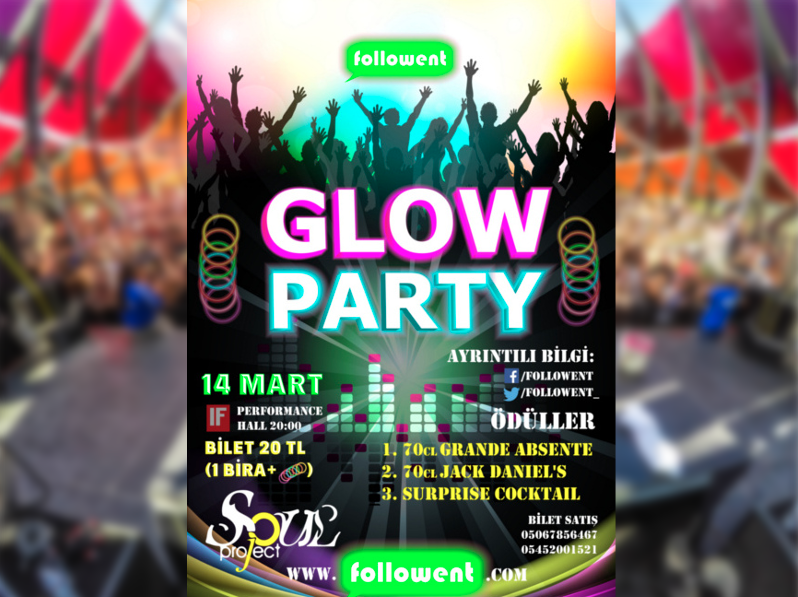 followent
GLOW
PARTY
AYRINTILI BİLGİ:
/FOLLOWENT
/FOLLOWENT_
14 MART
IF PERFORMANCE
HALL 20:00
ÖDÜLLER
BİLET 20 TL
(1 BİRA+ )
1. 70CL GRANDE ABSENTE
2. 70CL JACK DANIEL'S
3. SURPRISE COCKTAIL
SOUL
project
BİLET SATIŞ
05067856467
05452001521
WWW. followent .COM